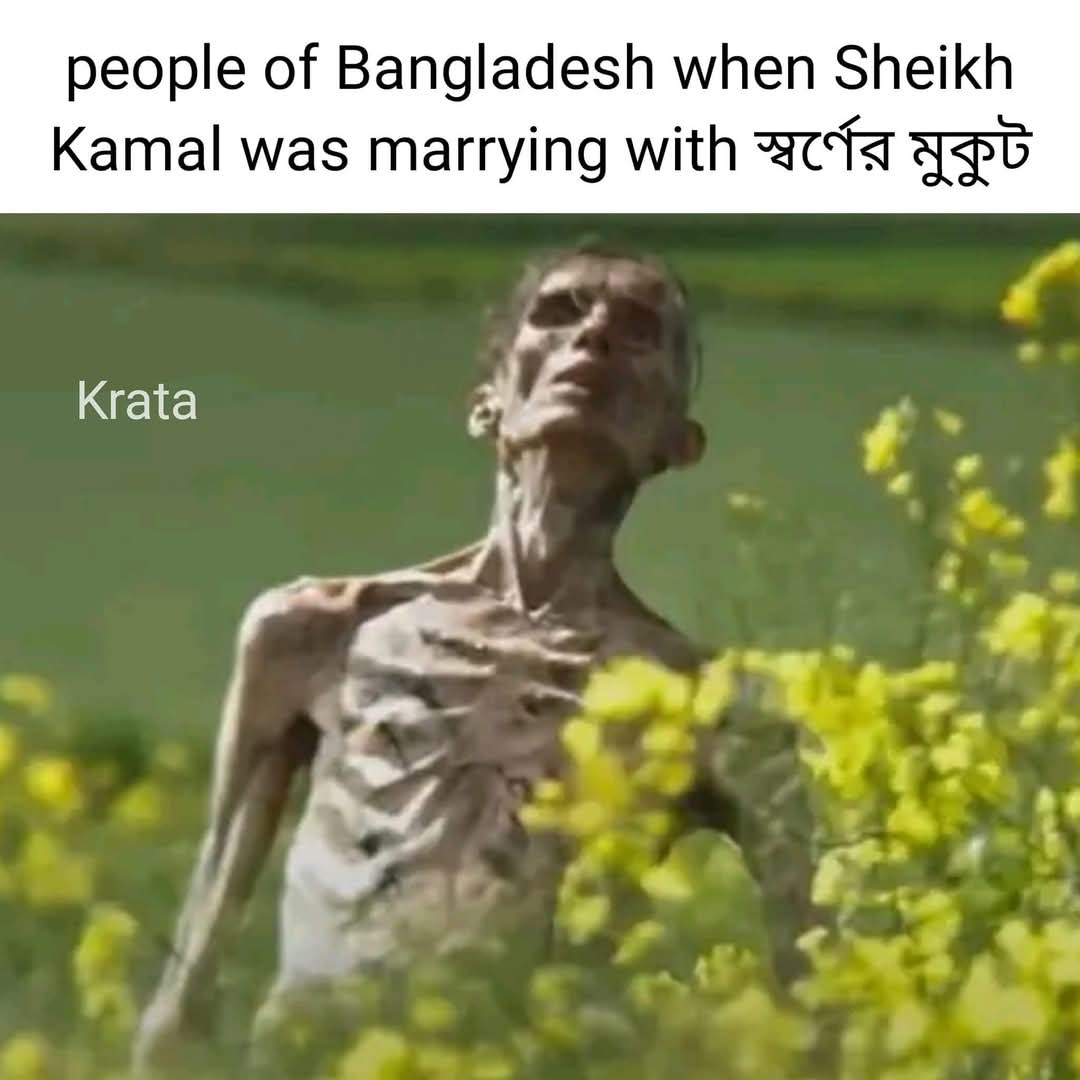 people of Bangladesh when Sheikh
Kamal was marrying with স্বর্ণের মুকুট
Krata